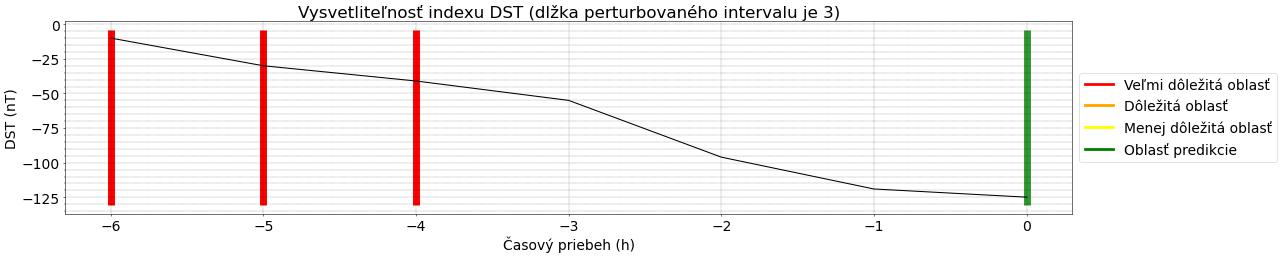 Vysvetliteľnosť indexu DST (dlžka perturbovaného intervalu je 3)
DST (nT)
0
−25
−50
−75
−100
−125
−6 −5 −4 −3 −2 −1 0
Časový priebeh (h)
Veľmi dôležitá oblasť
Dôležitá oblasť
Menej dôležitá oblasť
Oblasť predikcie